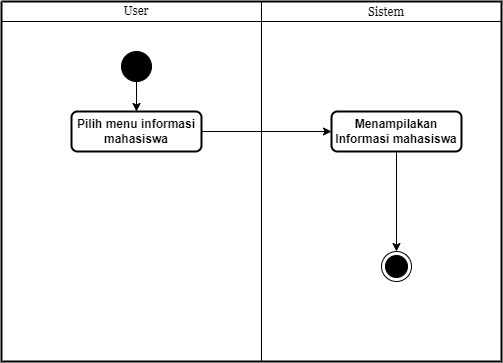 User
Sistem
Pilih menu informasi
mahasiswa
Menampilakan
Informasi mahasiswa